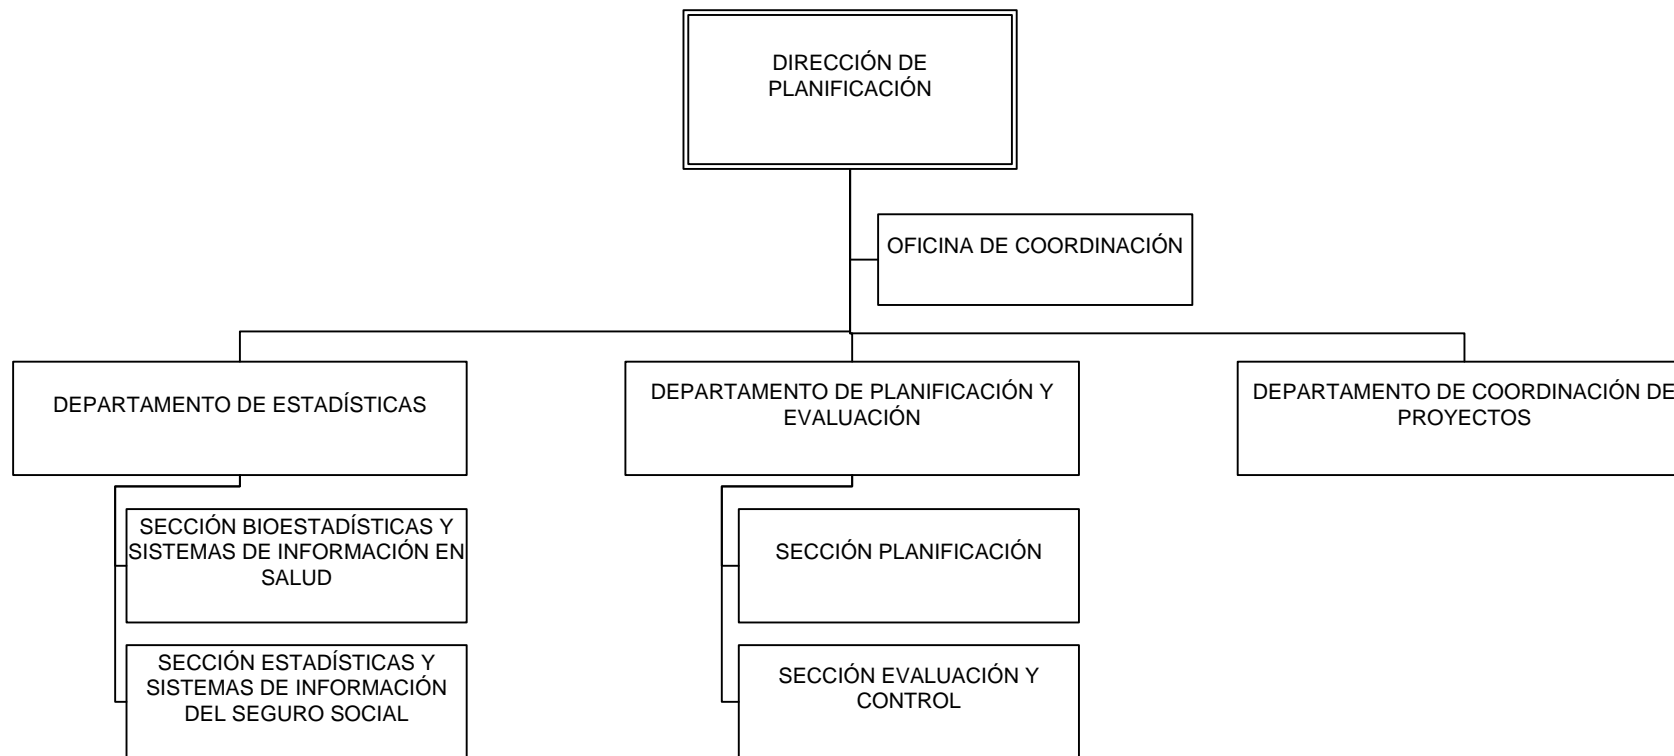 DIRECCIÓN DE
PLANIFICACIÓN
OFICINA DE COORDINACIÓN
DEPARTAMENTO DE ESTADÍSTICAS
DEPARTAMENTO DE PLANIFICACIÓN Y
EVALUACIÓN
DEPARTAMENTO DE COORDINACIÓN DE
PROYECTOS
SECCIÓN BIOESTADÍSTICAS Y
SISTEMAS DE INFORMACIÓN EN
SALUD
SECCIÓN PLANIFICACIÓN
SECCIÓN ESTADÍSTICAS Y
SISTEMAS DE INFORMACIÓN
DEL SEGURO SOCIAL
SECCIÓN EVALUACIÓN Y
CONTROL